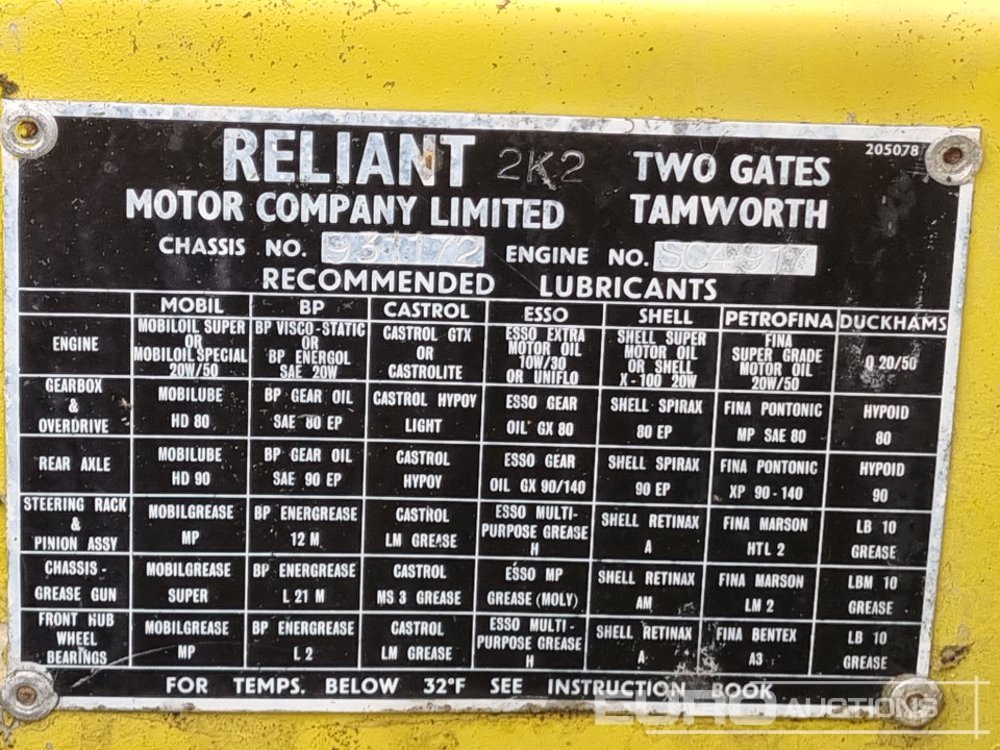 205078
RELIANT 2K2 TWO GATES
MOTOR COMPANY LIMITED TAMWORTH
CHASSIS NO. ENGINE NO.
RECOMMENDED LUBRICANTS
MOBIL BP CASTROL ESSO SHELL PETROFINA DUCKHAMS
ENGINE
MOBILOIL SUPER
OR
MOBILOIL SPECIAL
20W/50
BP VISCO-STATIC
OR
BP ENERGOL
SAE 20W
CASTROL GTX
OR
CASTROLITE
ESSO EXTRA
MOTOR OIL
10W/30
OR UNIFLO
SHELL SUPER
MOTOR OIL
OR SHELL
X-100 20W
FINA
SUPER GRADE
MOTOR OIL
20W/50
Q 20/50
GEARBOX
&
OVERDRIVE
MOBILUBE
HD 80
BP GEAR OIL
SAE 80 EP
CASTROL HYPOY
LIGHT
ESSO GEAR
OIL GX 80
SHELL SPIRAX
80 EP
FINA PONTONIC
MP SAE 80
HYPOID
80
REAR AXLE
MOBILUBE
HD 90
BP GEAR OIL
SAE 90 EP
CASTROL
HYPOY
ESSO GEAR
OIL GX 90/140
SHELL SPIRAX
90 EP
FINA PONTONIC
XP 90-140
HYPOID
90
STEERING RACK
&
PINION ASSY
MOBILGREASE
MP
BP ENERGREASE
12 M
CASTROL
LM GREASE
ESSO MULTI-
PURPOSE GREASE
H
SHELL RETINAX
A
FINA MARSON
HTL 2
LB 10
GREASE
CHASSIS -
GREASE GUN
MOBILGREASE
SUPER
BP ENERGREASE
L 21 M
CASTROL
MS 3 GREASE
ESSO MP
GREASE (MOLY)
SHELL RETINAX
AM
FINA MARSON
LM 2
LBM 10
GREASE
FRONT HUB
WHEEL
BEARINGS
MOBILGREASE
MP
BP ENERGREASE
L 2
CASTROL
LM GREASE
ESSO MULTI-
PURPOSE GREASE
H
SHELL RETINAX
A
FINA BENTEX
A3
LB 10
GREASE
FOR TEMPS. BELOW 32°F SEE INSTRUCTION BOOK
EURO AUCTIONS